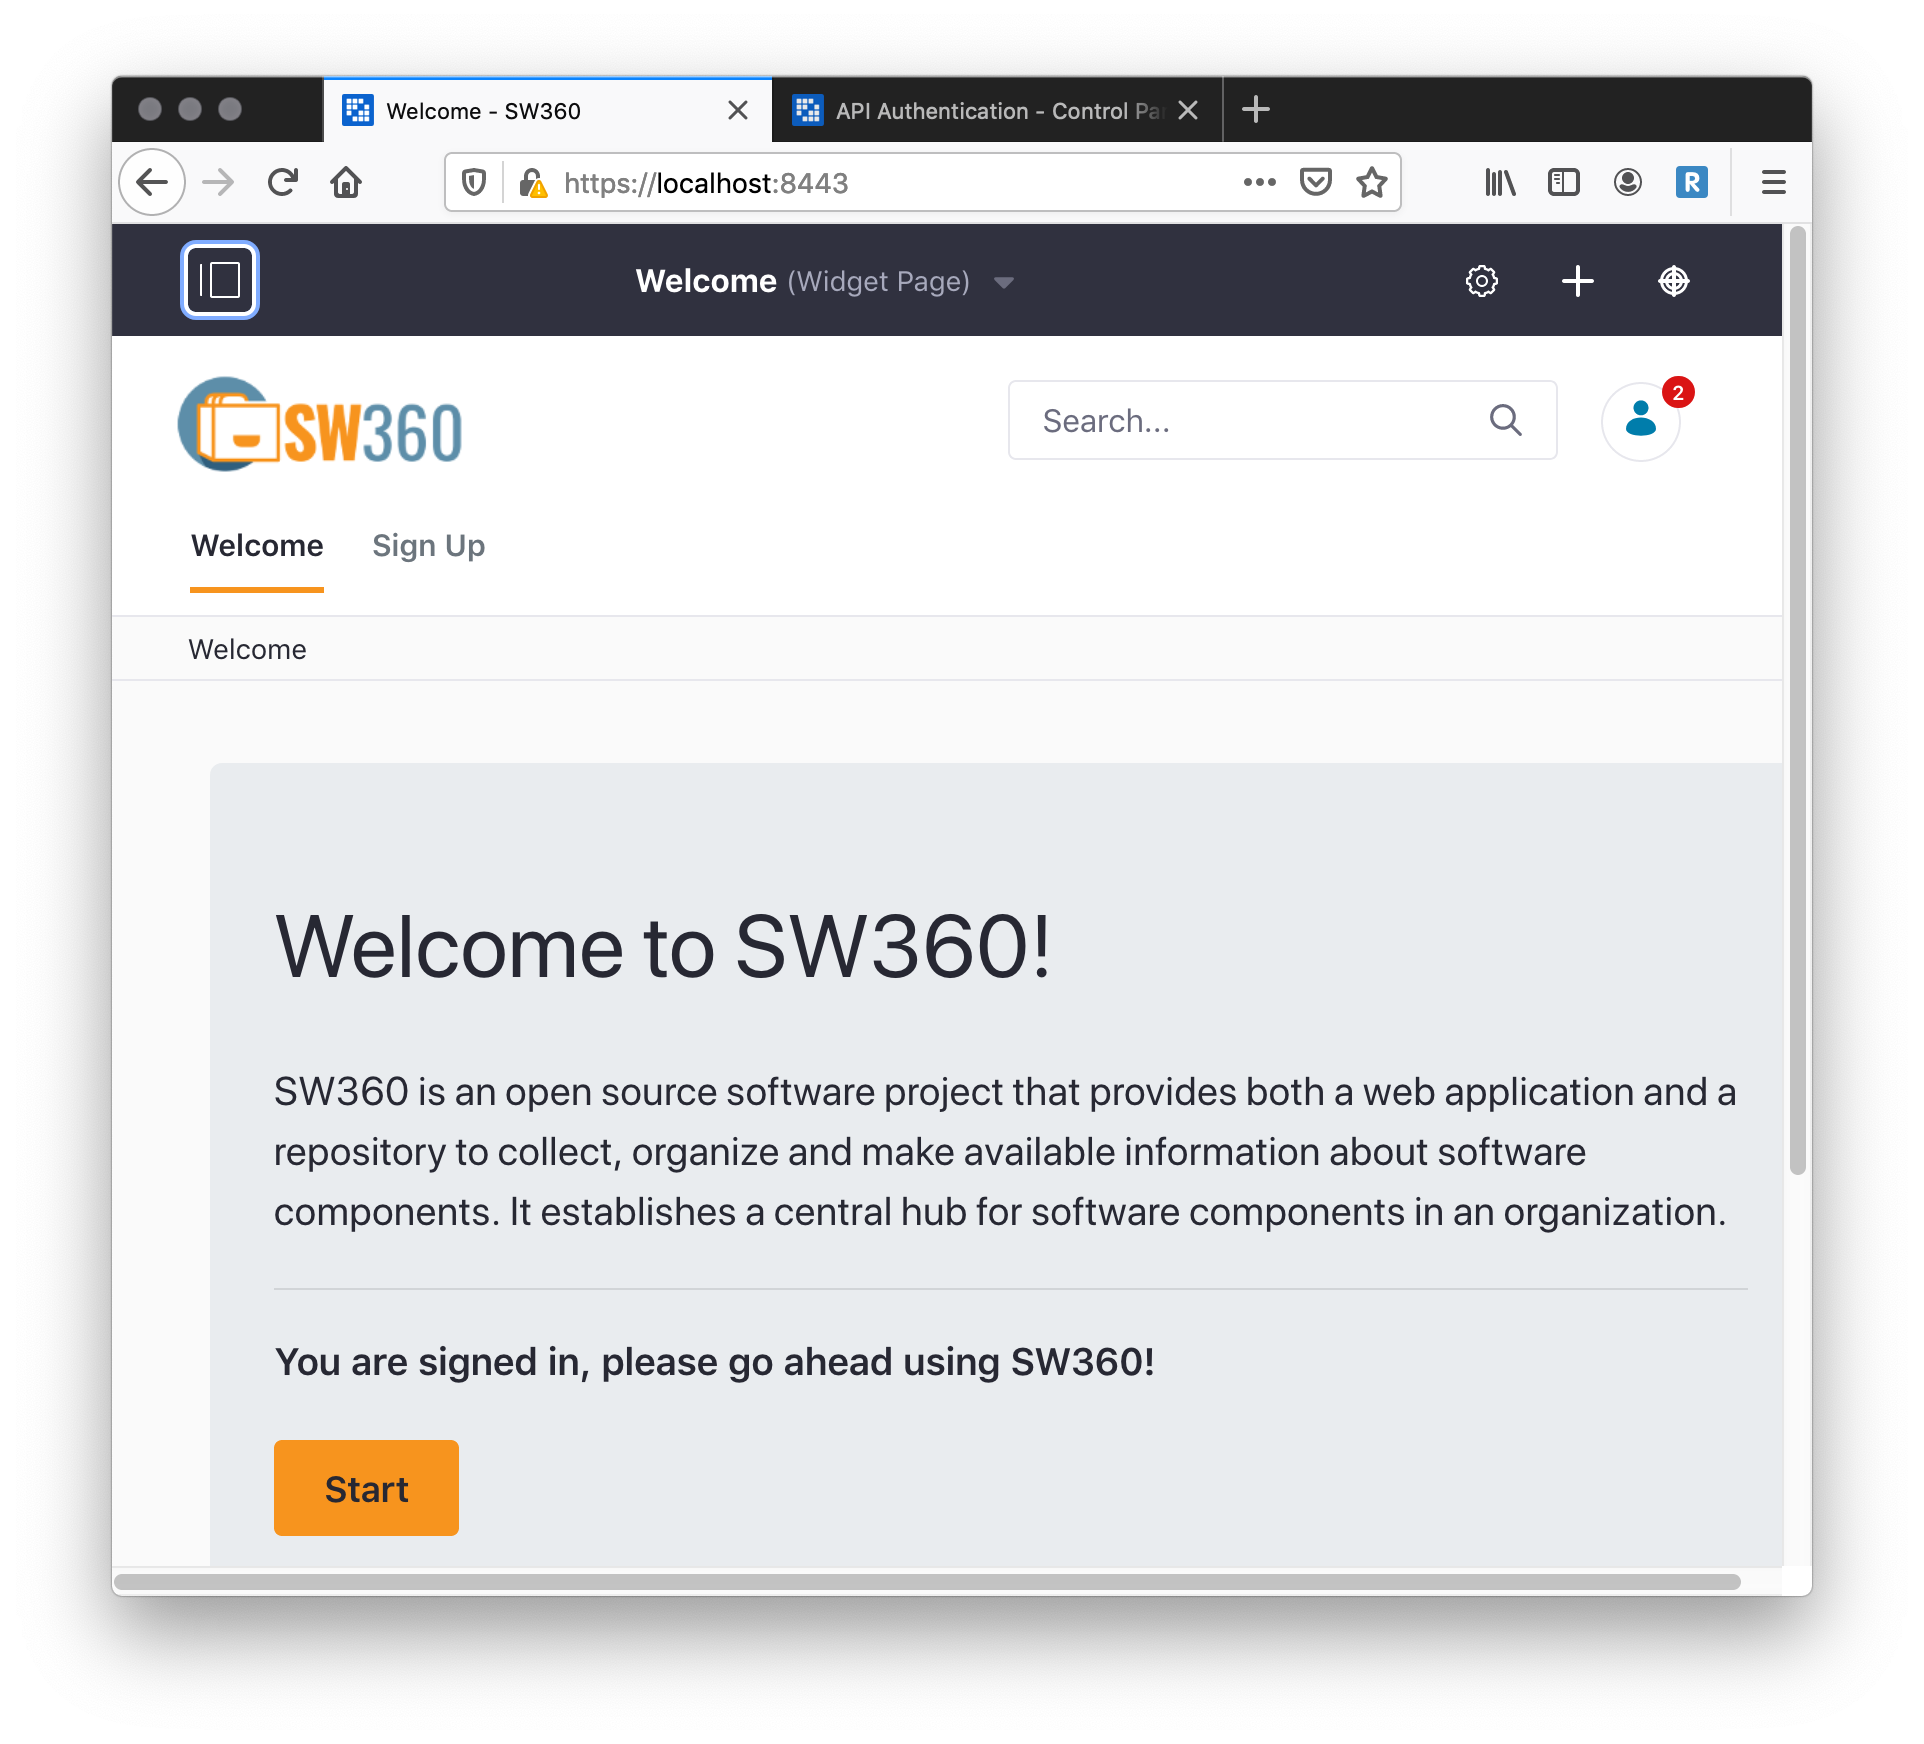 Welcome - SW360
API Authentication - Control Pa
https://localhost:8443
R
Welcome (Widget Page)
SW360
Search...
2
Welcome Sign Up
Welcome
Welcome to SW360!
SW360 is an open source software project that provides both a web application and a
repository to collect, organize and make available information about software
components. It establishes a central hub for software components in an organization.
You are signed in, please go ahead using SW360!
Start